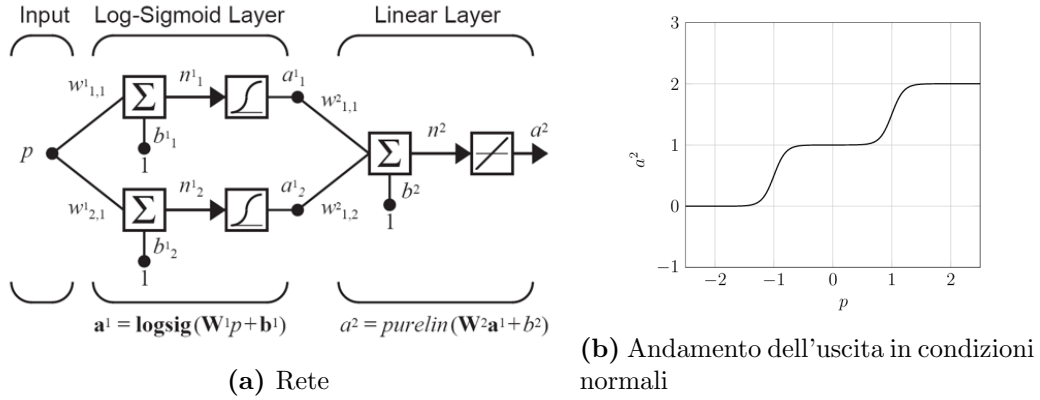 Input Log-Sigmoid Layer Linear Layer
w¹₁,₁ n¹₁ a¹₁ w²₁,₁
Σ
b¹₁
1
p
Σ n² a²
b²
1
w¹₂,₁ n¹₂ a¹₂ w²₁,₂
Σ
b¹₂
1
a¹ = logsig(W¹p+b¹) a² = purelin(W²a¹+b²)
(a) Rete
3
2
1
0
−1
a²
−2 −1 0 1 2
p
(b) Andamento dell'uscita in condizioni
normali